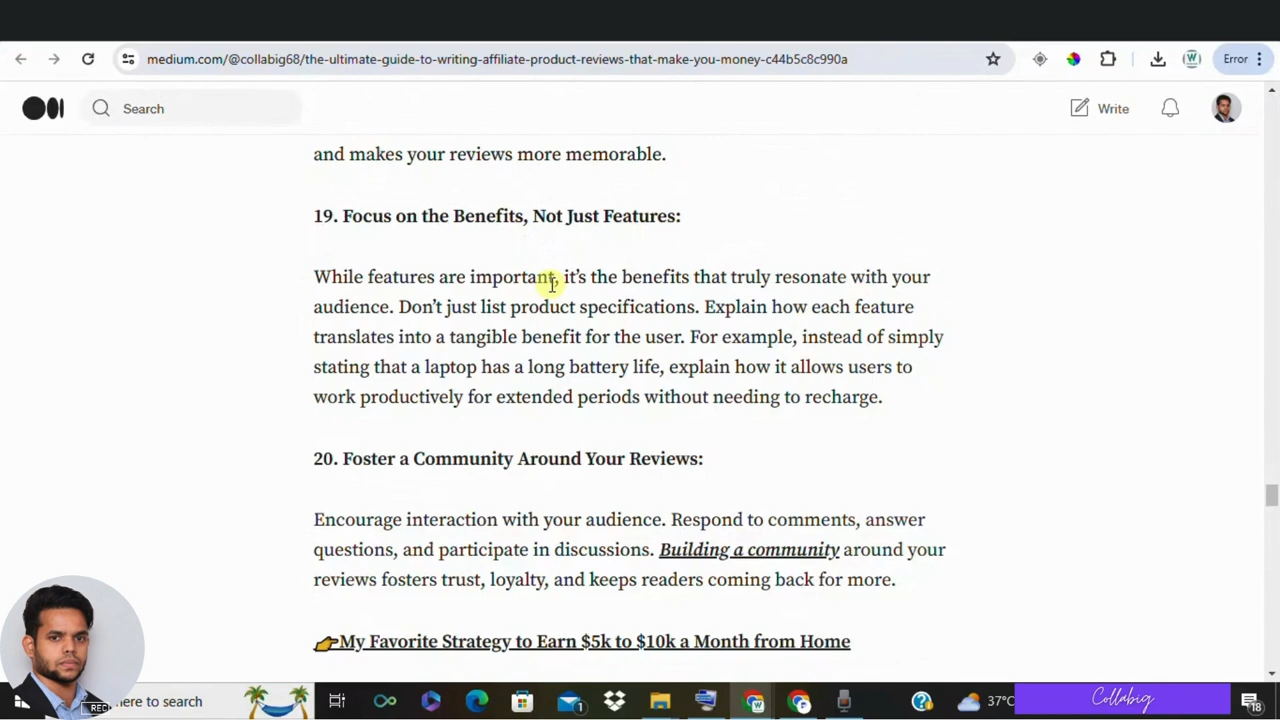 medium.com/@collabig68/the-ultimate-guide-to-writing-affiliate-product-reviews-that-make-you-money-c44b5c8c990a
Error
Search
Write
and makes your reviews more memorable.
19. Focus on the Benefits, Not Just Features:
While features are important, it’s the benefits that truly resonate with your
audience. Don’t just list product specifications. Explain how each feature
translates into a tangible benefit for the user. For example, instead of simply
stating that a laptop has a long battery life, explain how it allows users to
work productively for extended periods without needing to recharge.
20. Foster a Community Around Your Reviews:
Encourage interaction with your audience. Respond to comments, answer
questions, and participate in discussions. Building a community around your
reviews fosters trust, loyalty, and keeps readers coming back for more.
👉My Favorite Strategy to Earn $5k to $10k a Month from Home
REC
here to search
1
37°C
Collabig
18